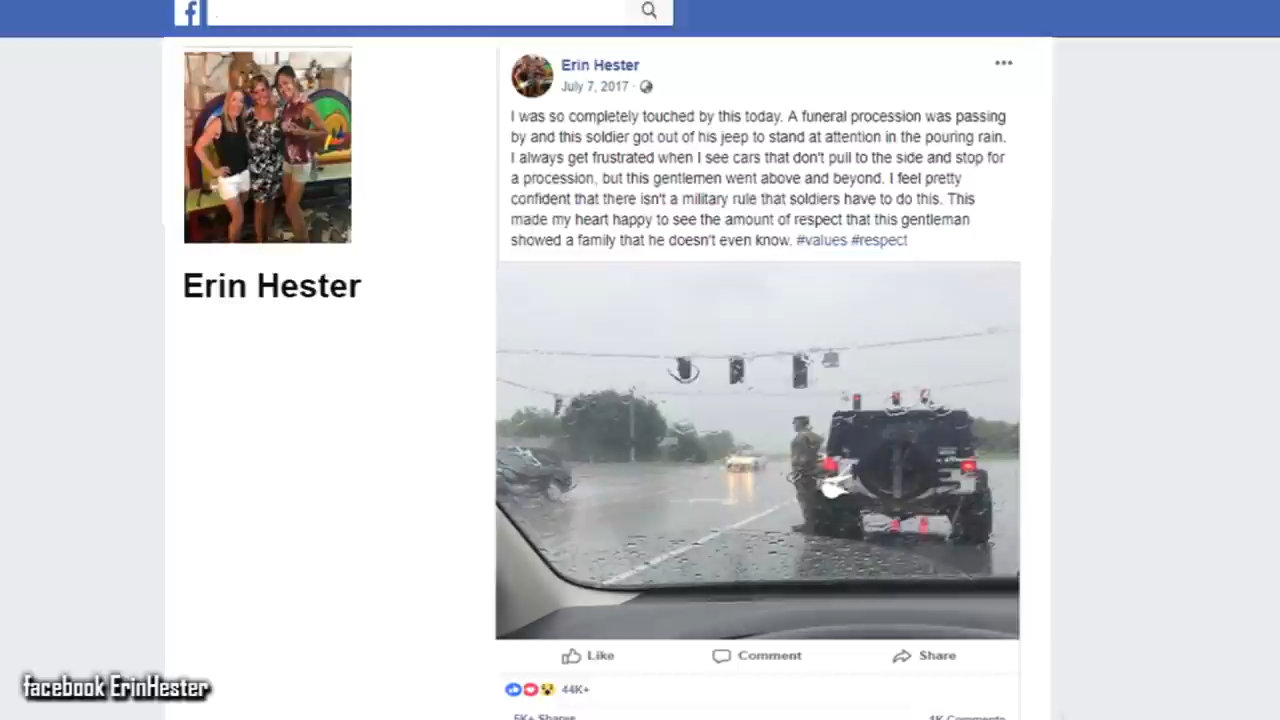 f
Erin Hester
July 7, 2017
I was so completely touched by this today. A funeral procession was passing
by and this soldier got out of his jeep to stand at attention in the pouring rain.
I always get frustrated when I see cars that don't pull to the side and stop for
a procession, but this gentlemen went above and beyond. I feel pretty
confident that there isn't a military rule that soldiers have to do this. This
made my heart happy to see the amount of respect that this gentleman
showed a family that he doesn't even know. #values #respect
Erin Hester
Like
Comment
Share
44K+
5K+ Shares
1K Comments
facebook ErinHester